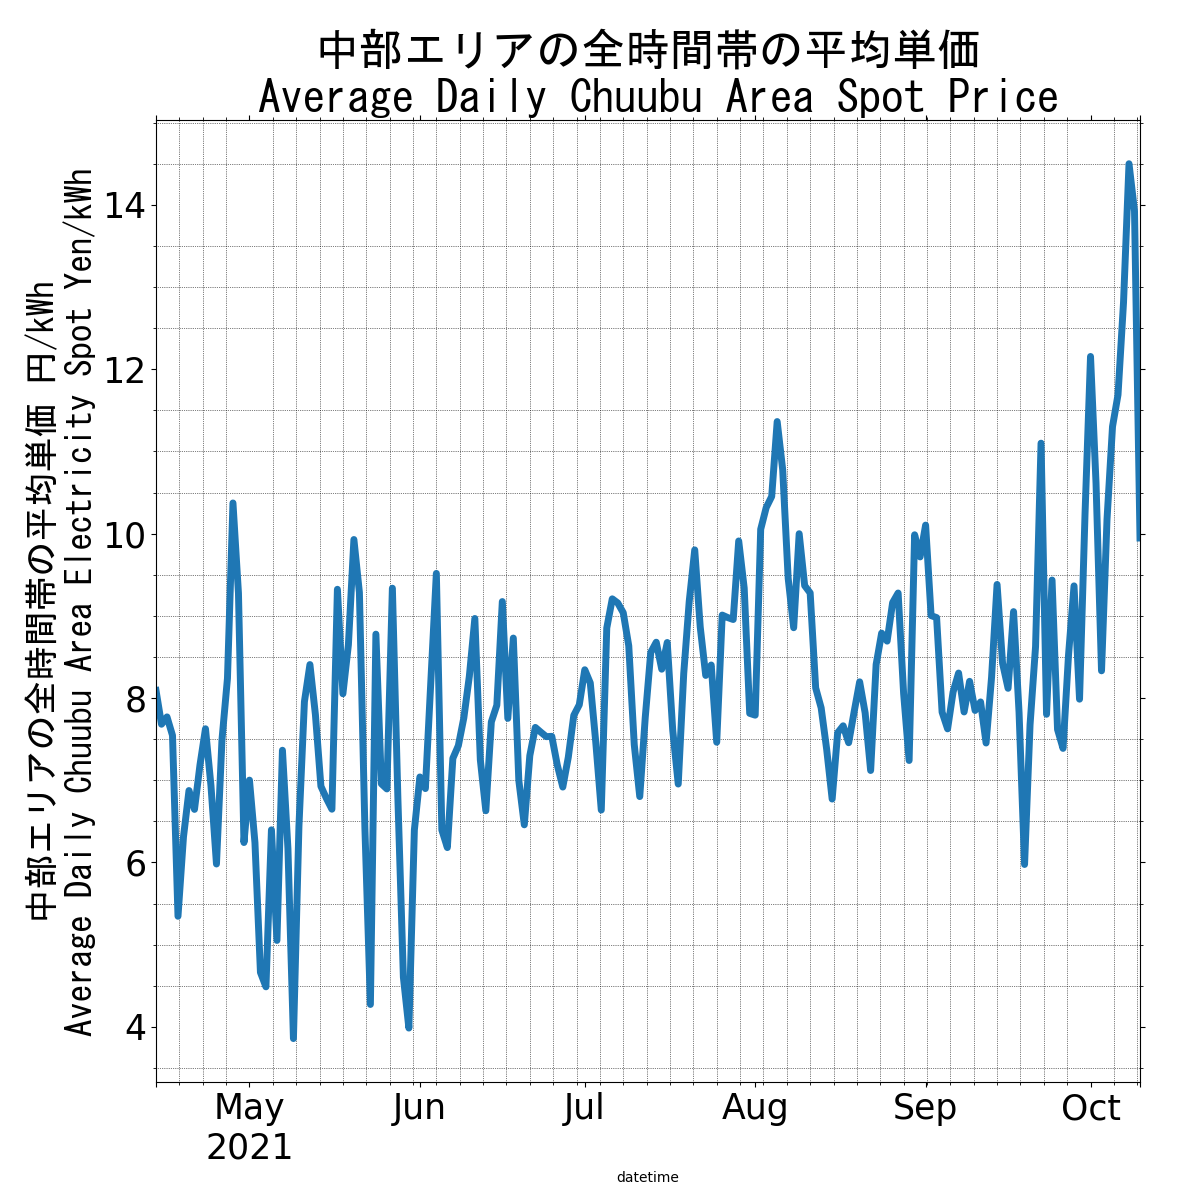 中部エリアの全時間帯の平均単価
Average Daily Chuubu Area Spot Price
中部エリアの全時間帯の平均単価 円/kWh
Average Daily Chuubu Area Electricity Spot Yen/kWh
14
12
10
8
6
4
May
2021
Jun
Jul
Aug
Sep
Oct
datetime